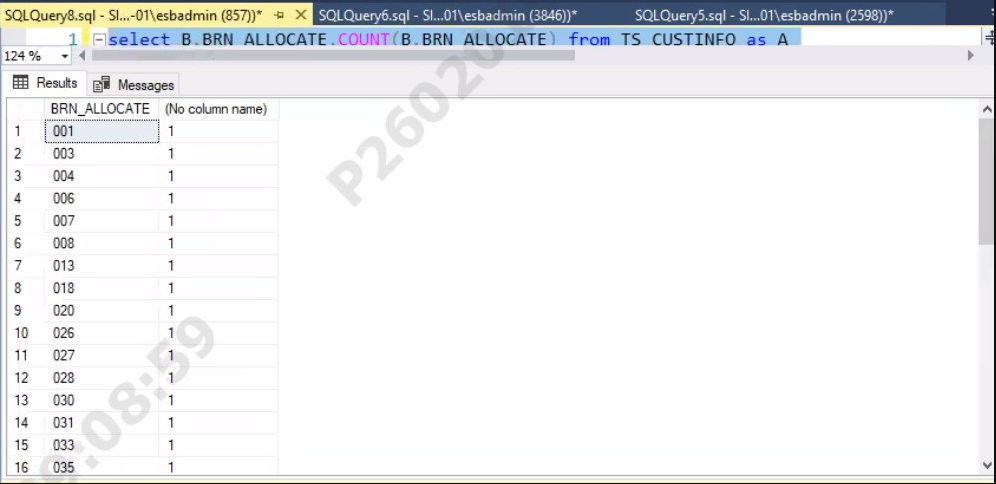 SQLQuery8.sql - SI...-01\esbadmin (857))* SQLQuery6.sql - SI...01\esbadmin (3846))* SQLQuery5.sql - SI...01\esbadmin (2598))*
1 select B.BRN_ALLOCATE,COUNT(B.BRN_ALLOCATE) from TS_CUSTINFO as A
124 %
Results Messages
BRN_ALLOCATE (No column name)
1 001 1
2 003 1
3 004 1
4 006 1
5 007 1
6 008 1
7 013 1
8 018 1
9 020 1
10 026 1
11 027 1
12 028 1
13 030 1
14 031 1
15 033 1
16 035 1
P26020
9:08:59